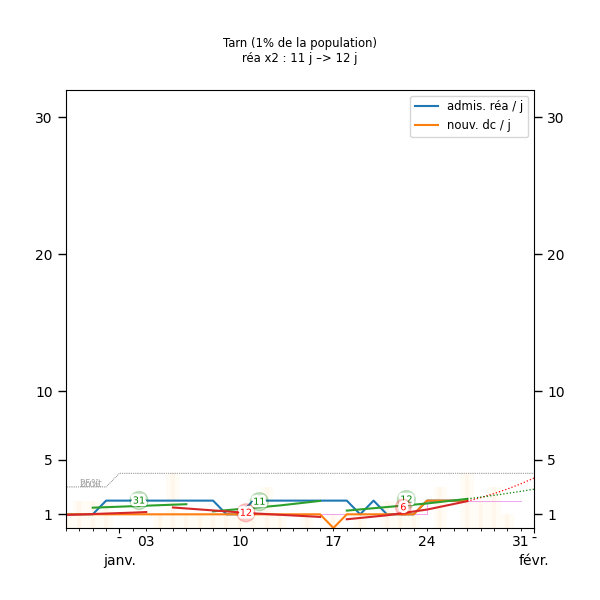 Tarn (1% de la population)
réa x2 : 11 j –> 12 j
admis. réa / j
nouv. dc / j
30 30
20 20
10 10
5 5
1 1
31
11
12
12
6
- 03 10 17 24 31 -
janv. févr.